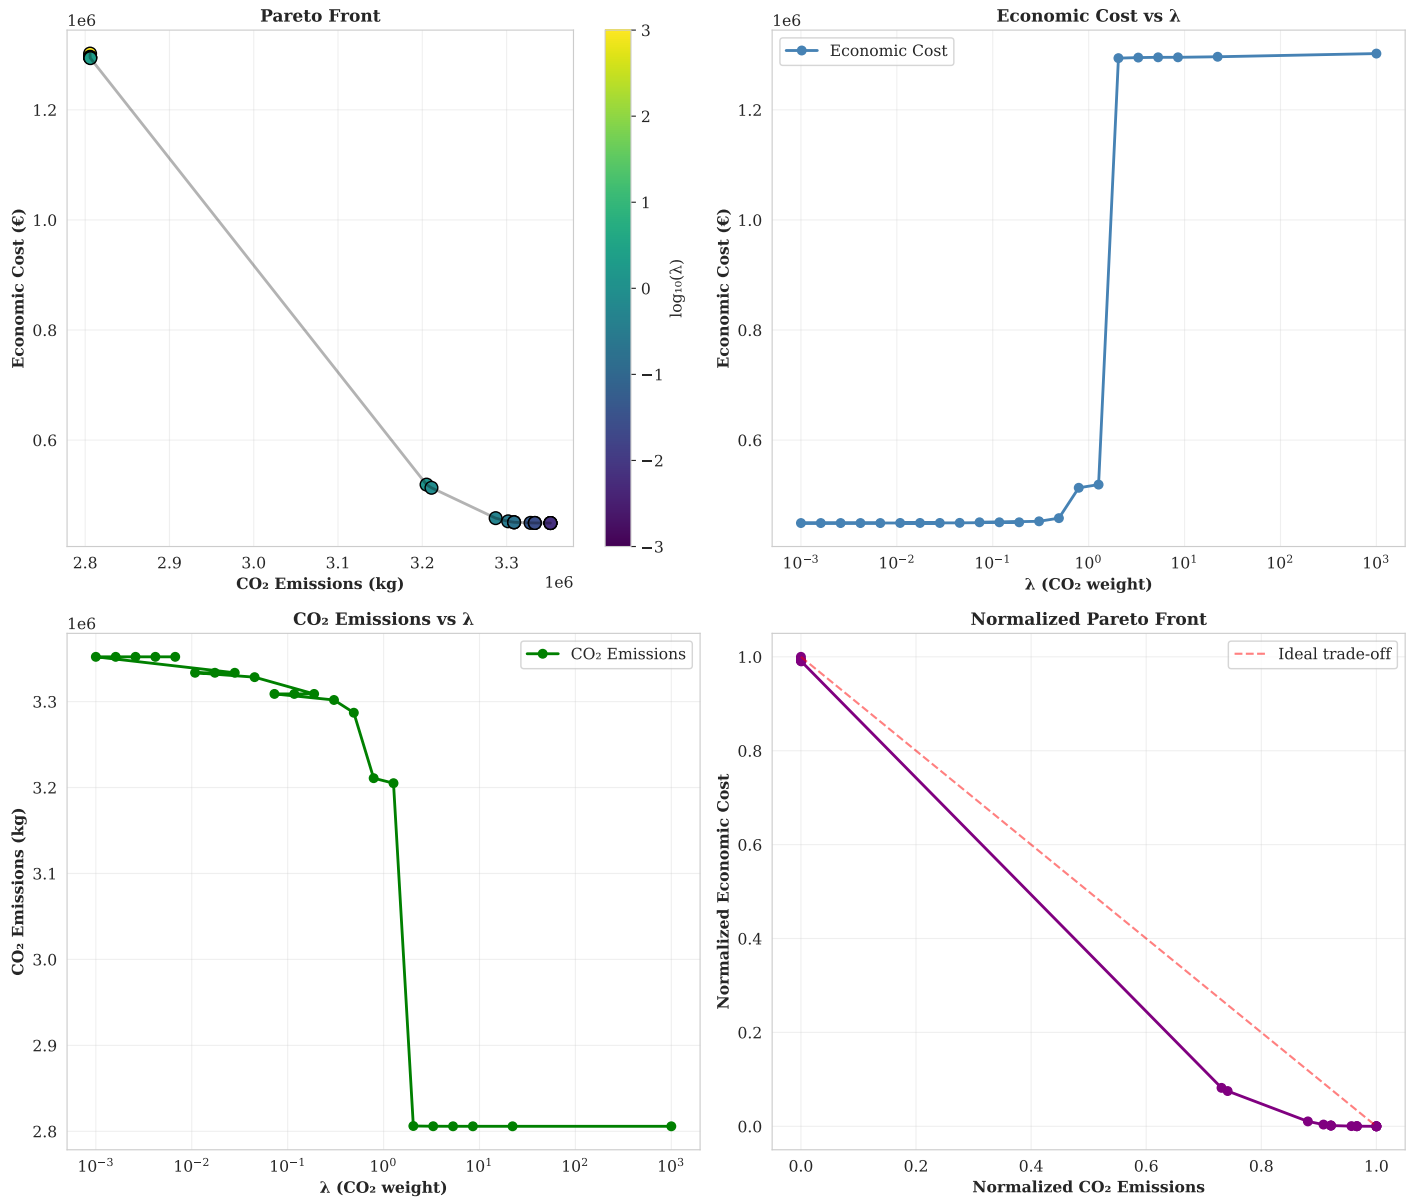 Pareto Front
1e6
1.2
1.0
0.8
0.6
Economic Cost (€)
2.8
2.9
3.0
3.1
3.2
3.3
1e6
CO₂ Emissions (kg)
3
2
1
0
−1
−2
−3
log₁₀(λ)
Economic Cost vs λ
1e6
Economic Cost
1.2
1.0
0.8
0.6
Economic Cost (€)
10⁻³
10⁻²
10⁻¹
10⁰
10¹
10²
10³
λ (CO₂ weight)
CO₂ Emissions vs λ
1e6
CO₂ Emissions
3.3
3.2
3.1
3.0
2.9
2.8
CO₂ Emissions (kg)
10⁻³
10⁻²
10⁻¹
10⁰
10¹
10²
10³
λ (CO₂ weight)
Normalized Pareto Front
Ideal trade-off
1.0
0.8
0.6
0.4
0.2
0.0
Normalized Economic Cost
0.0
0.2
0.4
0.6
0.8
1.0
Normalized CO₂ Emissions